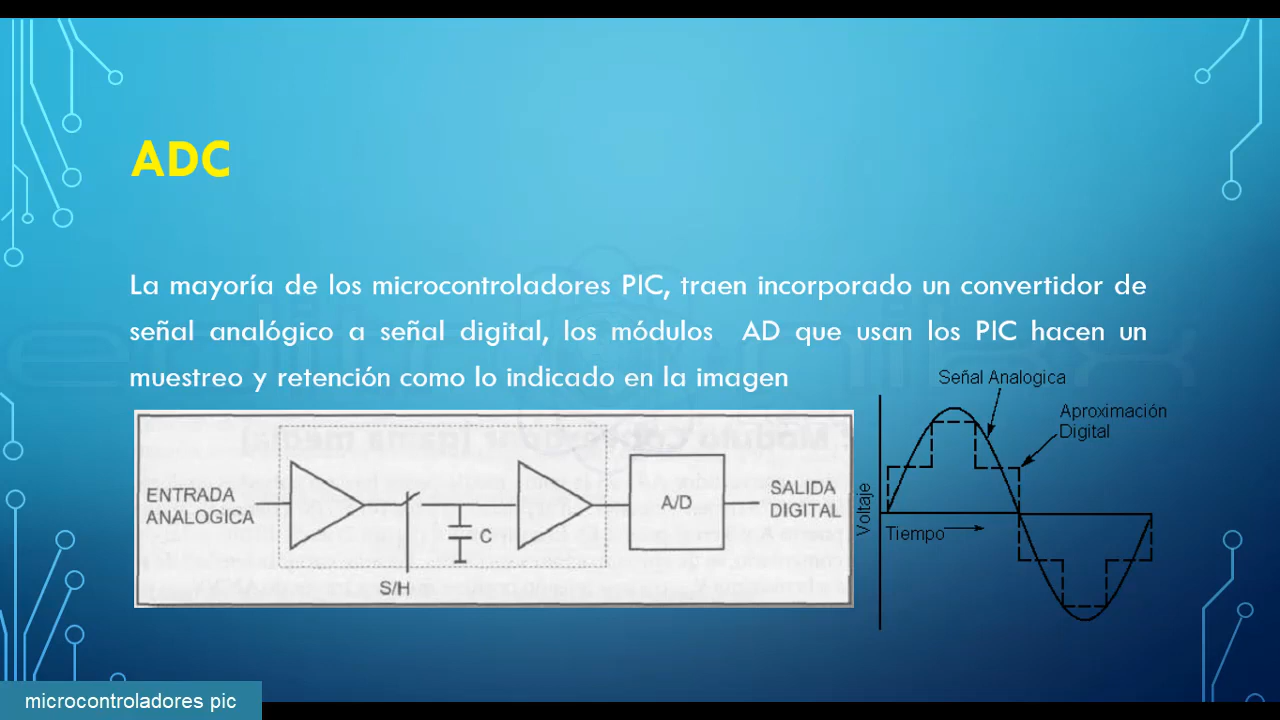 ADC
La mayoría de los microcontroladores PIC, traen incorporado un convertidor de
señal analógico a señal digital, los módulos AD que usan los PIC hacen un
muestreo y retención como lo indicado en la imagen
ENTRADA
ANALOGICA
S/H
C
A/D
SALIDA
DIGITAL
Señal Analogica
Aproximación
Digital
Voltaje
Tiempo
microcontroladores pic